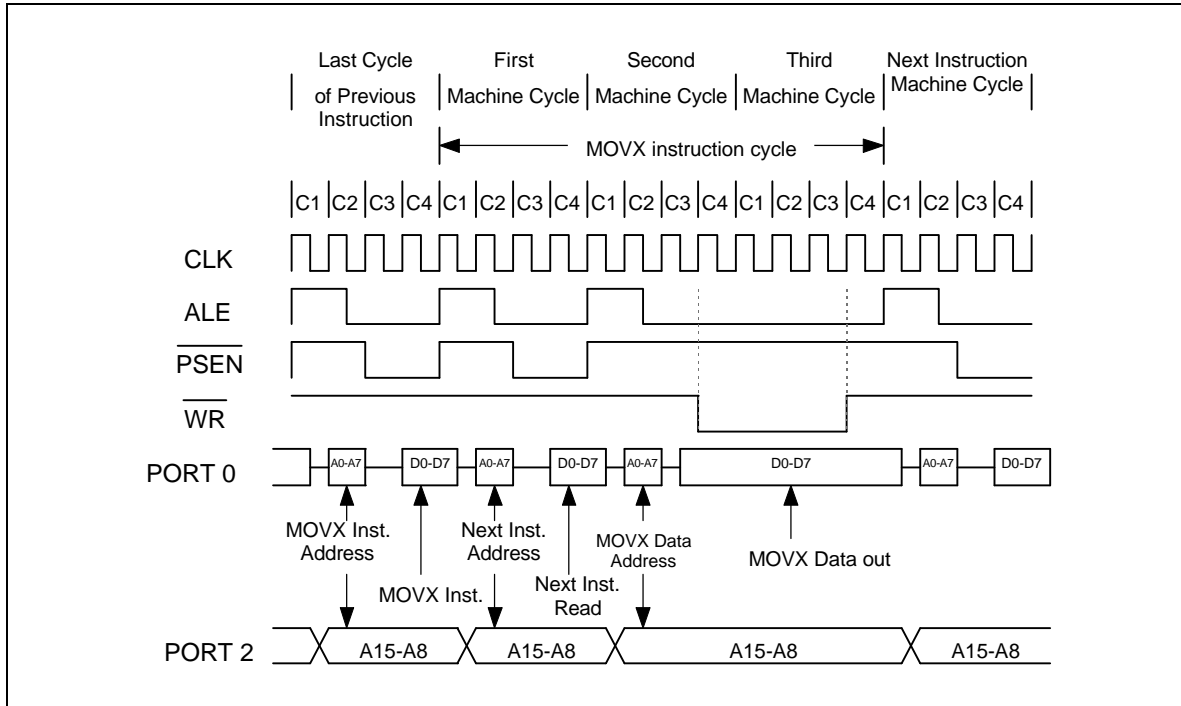 Last Cycle
of Previous
Instruction
First
Machine Cycle
Second
Machine Cycle
Third
Machine Cycle
Next Instruction
Machine Cycle
MOVX instruction cycle
C1 C2 C3 C4 C1 C2 C3 C4 C1 C2 C3 C4 C1 C2 C3 C4 C1 C2 C3 C4
CLK
ALE
PSEN
WR
PORT 0
A0-A7 D0-D7 A0-A7 D0-D7 A0-A7 D0-D7 A0-A7 D0-D7
MOVX Inst.
Address
MOVX Inst.
Next Inst.
Address
Next Inst.
Read
MOVX Data
Address
MOVX Data out
PORT 2
A15-A8 A15-A8 A15-A8 A15-A8